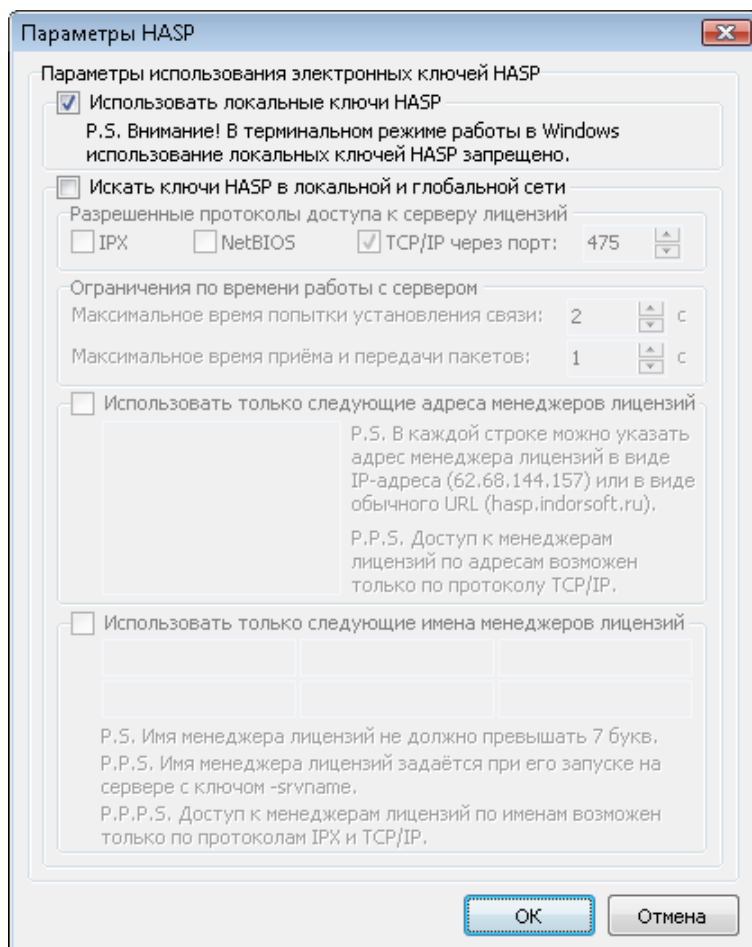 Параметры HASP
Параметры использования электронных ключей HASP
Использовать локальные ключи HASP
P.S. Внимание! В терминальном режиме работы в Windows
использование локальных ключей HASP запрещено.
Искать ключи HASP в локальной и глобальной сети
Разрешенные протоколы доступа к серверу лицензий
IPX NetBIOS TCP/IP через порт: 475
Ограничения по времени работы с сервером
Максимальное время попытки установления связи: 2 с
Максимальное время приёма и передачи пакетов: 1 с
Использовать только следующие адреса менеджеров лицензий
P.S. В каждой строке можно указать
адрес менеджера лицензий в виде
IP-адреса (62.68.144.157) или в виде
обычного URL (hasp.indorsoft.ru).
P.P.S. Доступ к менеджерам
лицензий по адресам возможен
только по протоколу TCP/IP.
Использовать только следующие имена менеджеров лицензий
P.S. Имя менеджера лицензий не должно превышать 7 букв.
P.P.S. Имя менеджера лицензий задаётся при его запуске на
сервере с ключом -srvname.
P.P.P.S. Доступ к менеджерам лицензий по именам возможен
только по протоколам IPX и TCP/IP.
ОК Отмена